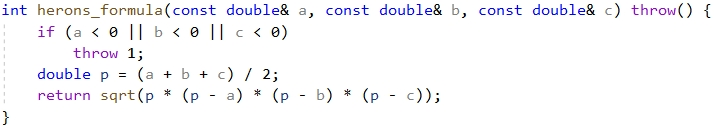 int herons_formula(const double& a, const double& b, const double& c) throw() {
if (a < 0 || b < 0 || c < 0)
throw 1;
double p = (a + b + c) / 2;
return sqrt(p * (p - a) * (p - b) * (p - c));
}